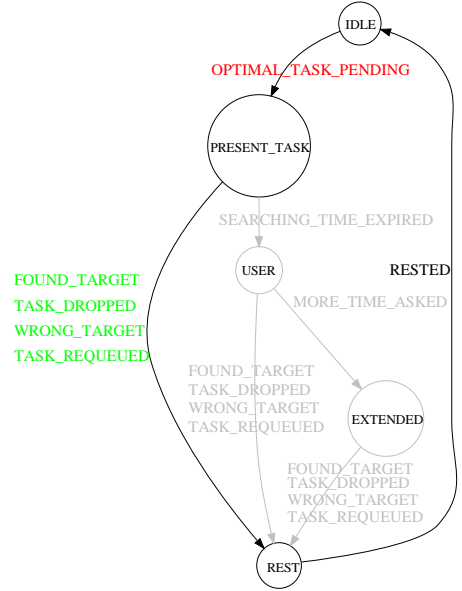 IDLE
OPTIMAL_TASK_PENDING
PRESENT_TASK
SEARCHING_TIME_EXPIRED
USER
RESTED
FOUND_TARGET
TASK_DROPPED
WRONG_TARGET
TASK_REQUEUED
MORE_TIME_ASKED
FOUND_TARGET
TASK_DROPPED
WRONG_TARGET
TASK_REQUEUED
EXTENDED
FOUND_TARGET
TASK_DROPPED
WRONG_TARGET
TASK_REQUEUED
REST